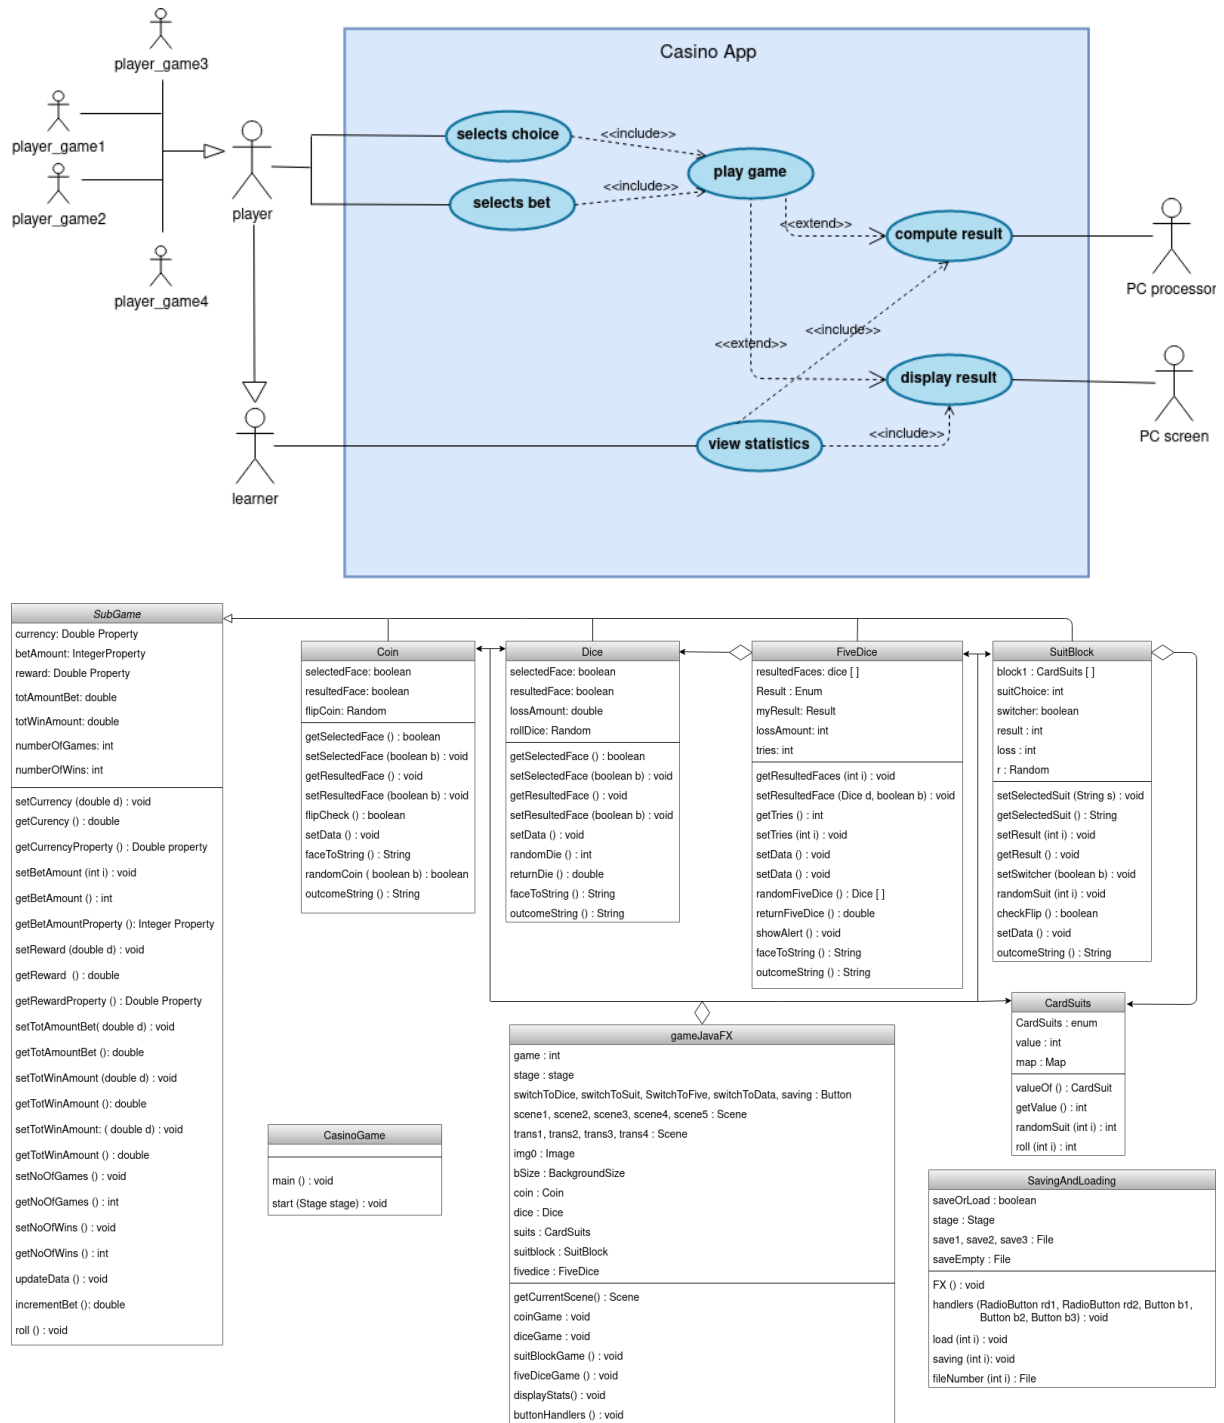 player_game3
player_game1
player_game2
player_game4
player
learner
Casino App
selects choice
<<include>>
selects bet
<<include>>
play game
<<extend>>
compute result
PC processor
<<include>>
<<extend>>
display result
PC screen
view statistics
<<include>>
SubGame
currency: Double Property
betAmount: IntegerProperty
reward: Double Property
totAmountBet: double
totWinAmount: double
numberOfGames: int
numberOfWins: int
setCurrency (double d) : void
getCurency () : double
getCurrencyProperty () : Double property
setBetAmount (int i) : void
getBetAmount () : int
getBetAmountProperty (): Integer Property
setReward (double d) : void
getReward () : double
getRewardProperty () : Double Property
setTotAmountBet( double d) : void
getTotAmountBet (): double
setTotWinAmount (double d) : void
getTotWinAmount (): double
setTotWinAmount: ( double d) : void
getTotWinAmount () : double
setNoOfGames () : void
getNoOfGames () : int
setNoOfWins () : void
getNoOfWins () : int
updateData () : void
incrementBet (): double
roll () : void
Coin
selectedFace: boolean
resultedFace: boolean
flipCoin: Random
getSelectedFace () : boolean
setSelectedFace (boolean b) : void
getResultedFace () : void
setResultedFace (boolean b) : void
flipCheck () : boolean
setData () : void
faceToString () : String
randomCoin ( boolean b) : boolean
outcomeString () : String
Dice
selectedFace: boolean
resultedFace: boolean
lossAmount: double
rollDice: Random
getSelectedFace () : boolean
setSelectedFace (boolean b) : void
getResultedFace () : void
setResultedFace (boolean b) : void
setData () : void
randomDie () : int
returnDie () : double
faceToString () : String
outcomeString () : String
FiveDice
resultedFaces: dice [ ]
Result : Enum
myResult: Result
lossAmount: int
tries: int
getResultedFaces (int i) : void
setResultedFace (Dice d, boolean b) : void
getTries () : int
setTries (int i) : void
setData () : void
setData () : void
randomFiveDice () : Dice [ ]
returnFiveDice () : double
showAlert () : void
faceToString () : String
outcomeString () : String
SuitBlock
block1 : CardSuits [ ]
suitChoice: int
switcher: boolean
result : int
loss : int
r : Random
setSelectedSuit (String s) : void
getSelectedSuit () : String
setResult (int i) : void
getResult () : void
setSwitcher (boolean b) : void
randomSuit (int i) : void
checkFlip () : boolean
setData () : void
outcomeString () : String
CardSuits
CardSuits : enum
value : int
map : Map
valueOf () : CardSuit
getValue () : int
randomSuit (int i) : int
roll (int i) : int
CasinoGame
main () : void
start (Stage stage) : void
gameJavaFX
game : int
stage : stage
switchToDice, switchToSuit, SwitchToFive, switchToData, saving : Button
scene1, scene2, scene3, scene4, scene5 : Scene
trans1, trans2, trans3, trans4 : Scene
img0 : Image
bSize : BackgroundSize
coin : Coin
dice : Dice
suits : CardSuits
suitblock : SuitBlock
fivedice : FiveDice
getCurrentScene() : Scene
coinGame : void
diceGame : void
suitBlockGame () : void
fiveDiceGame () : void
displayStats() : void
buttonHandlers () : void
SavingAndLoading
saveOrLoad : boolean
stage : Stage
save1, save2, save3 : File
saveEmpty : File
FX () : void
handlers (RadioButton rd1, RadioButton rd2, Button b1,
Button b2, Button b3) : void
load (int i) : void
saving (int i): void
fileNumber (int i) : File